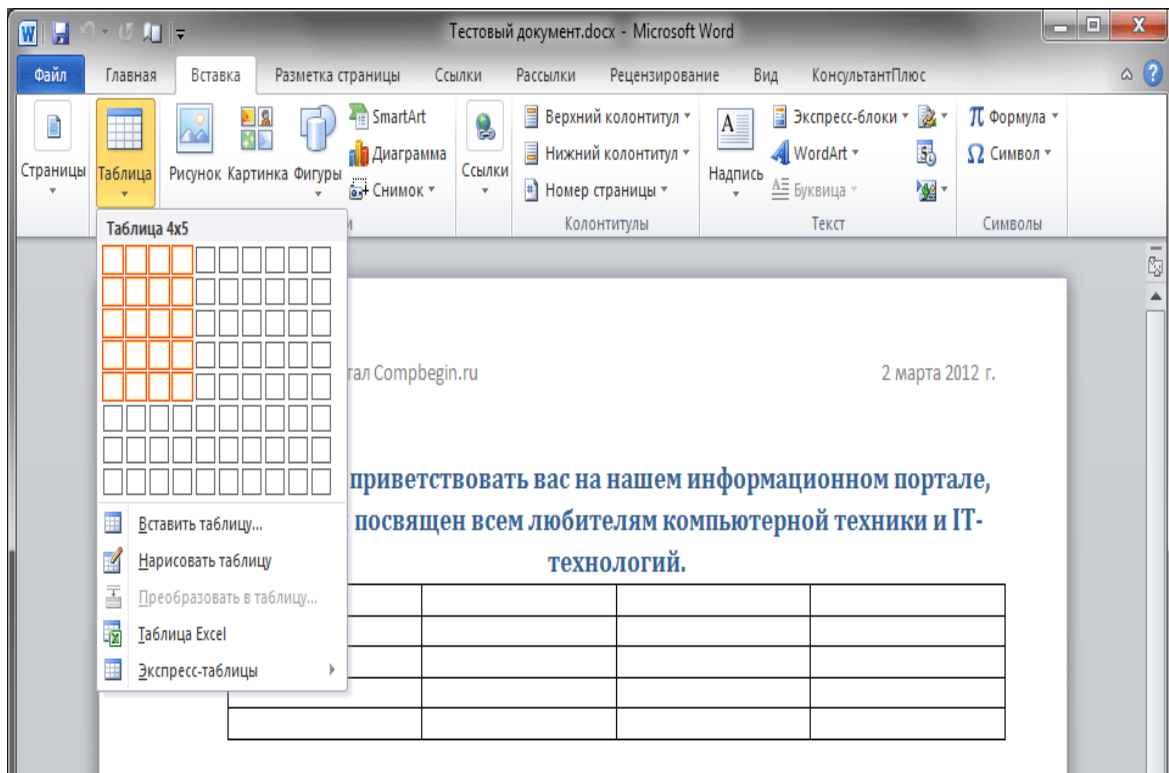 Тестовый документ.docx - Microsoft Word
Файл Главная Вставка Разметка страницы Ссылки Рассылки Рецензирование Вид КонсультантПлюс
Страницы
Таблица
Рисунок Картинка Фигуры
SmartArt
Диаграмма
Снимок
Ссылки
Верхний колонтитул
Нижний колонтитул
Номер страницы
Колонтитулы
Надпись
Экспресс-блоки
WordArt
Буквица
Текст
π Формула
Ω Символ
Символы
Таблица 4x5
Вставить таблицу...
Нарисовать таблицу
Преобразовать в таблицу...
Таблица Excel
Экспресс-таблицы
Compbegin.ru 2 марта 2012 г.
приветствовать вас на нашем информационном портале,
посвящен всем любителям компьютерной техники и IT-
технологий.